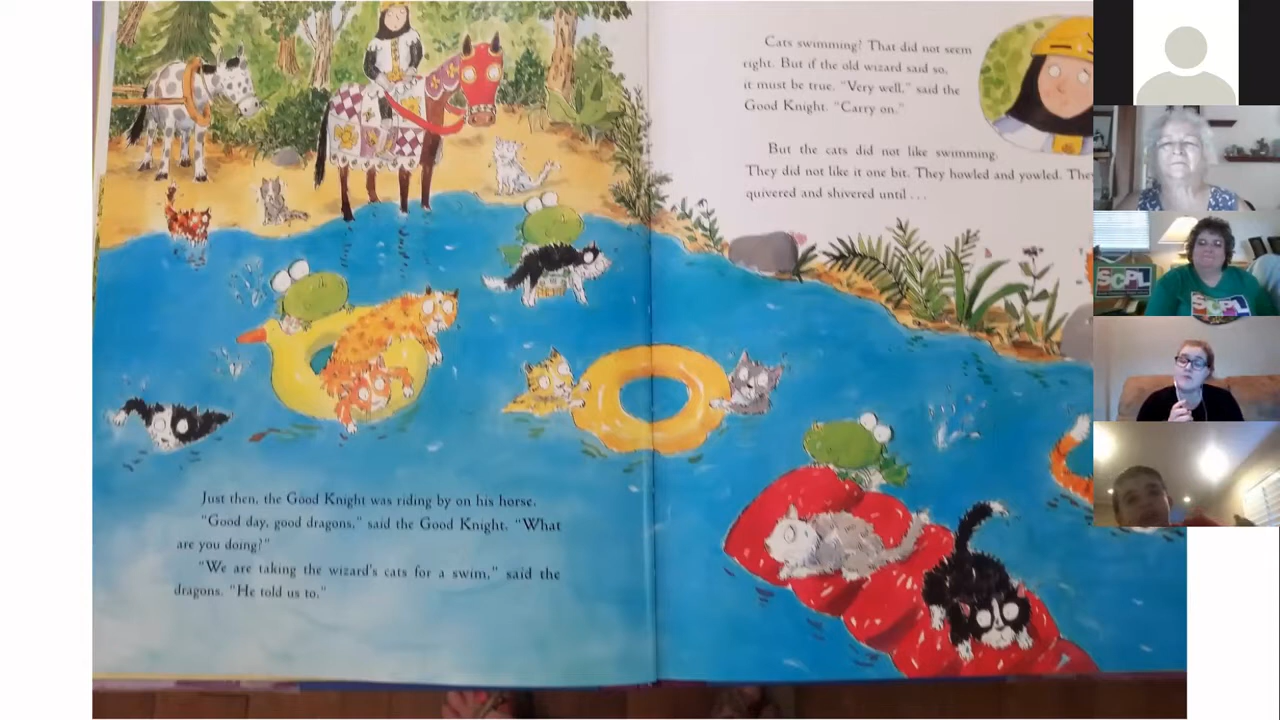 Cats swimming? That did not seem
right. But if the old wizard said so,
it must be true. "Very well," said the
Good Knight. "Carry on."
But the cats did not like swimming.
They did not like it one bit. They howled and yowled. The
quivered and shivered until . . .
Just then, the Good Knight was riding by on his horse.
"Good day, good dragons," said the Good Knight. "What
are you doing?"
"We are taking the wizard's cats for a swim," said the
dragons. "He told us to."
SCPL
SCPL